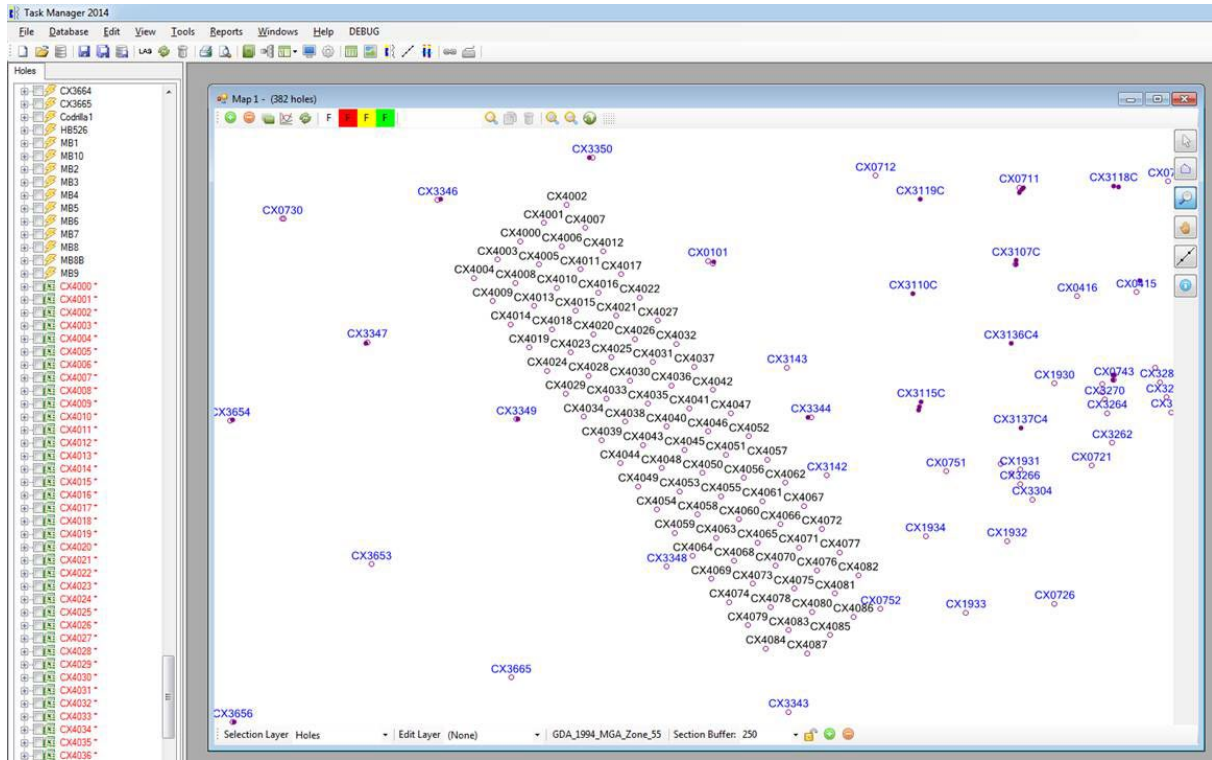 Task Manager 2014
File Database Edit View Tools Reports Windows Help DEBUG
LAS
Holes
CX3664
CX3665
Codrilla1
HB526
MB1
MB10
MB2
MB3
MB4
MB5
MB6
MB7
MB8
MB8B
MB9
CX4000 *
CX4001 *
CX4002 *
CX4003 *
CX4004 *
CX4005 *
CX4006 *
CX4007 *
CX4008 *
CX4009 *
CX4010 *
CX4011 *
CX4012 *
CX4013 *
CX4014 *
CX4015 *
CX4016 *
CX4017 *
CX4018 *
CX4019 *
CX4020 *
CX4021 *
CX4022 *
CX4023 *
CX4024 *
CX4025 *
CX4026 *
CX4027 *
CX4028 *
CX4029 *
CX4030 *
CX4031 *
CX4032 *
CX4033 *
CX4034 *
CX4035 *
CX4036 *
Map 1 - (382 holes)
F F F F
CX3350
CX0712
CX0711
CX3118C
CX07
CX3346
CX4002
CX3119C
CX0730
CX4001
CX4007
CX4000
CX4006
CX4012
CX4003
CX4005
CX4011
CX4017
CX0101
CX3107C
CX4004
CX4008
CX4010
CX4016
CX4022
CX3110C
CX0416
CX0415
CX4009
CX4013
CX4015
CX4021
CX4027
CX4014
CX4018
CX4020
CX4026
CX4032
CX3347
CX3136C4
CX4019
CX4023
CX4025
CX4031
CX4037
CX3143
CX4024
CX4028
CX4030
CX4036
CX4042
CX1930
CX0743
CX328
CX4029
CX4033
CX4035
CX4041
CX4047
CX3115C
CX3270
CX32
CX3264
CX3
CX3654
CX3349
CX4034
CX4038
CX4040
CX4046
CX4052
CX3344
CX3137C4
CX4039
CX4043
CX4045
CX4051
CX4057
CX3262
CX4044
CX4048
CX4050
CX4056
CX4062
CX3142
CX0751
CX1931
CX0721
CX4049
CX4053
CX4055
CX4061
CX4067
CX3266
CX3304
CX4054
CX4058
CX4060
CX4066
CX4072
CX4059
CX4063
CX4065
CX4071
CX4077
CX1934
CX1932
CX3653
CX3348
CX4064
CX4068
CX4070
CX4076
CX4082
CX4069
CX4073
CX4075
CX4081
CX4074
CX4078
CX4080
CX4086
CX0752
CX1933
CX0726
CX4079
CX4083
CX4085
CX4084
CX4087
CX3665
CX3656
CX3343
Selection Layer Holes Edit Layer (None) GDA_1994_MGA_Zone_55 Section Buffer: 250